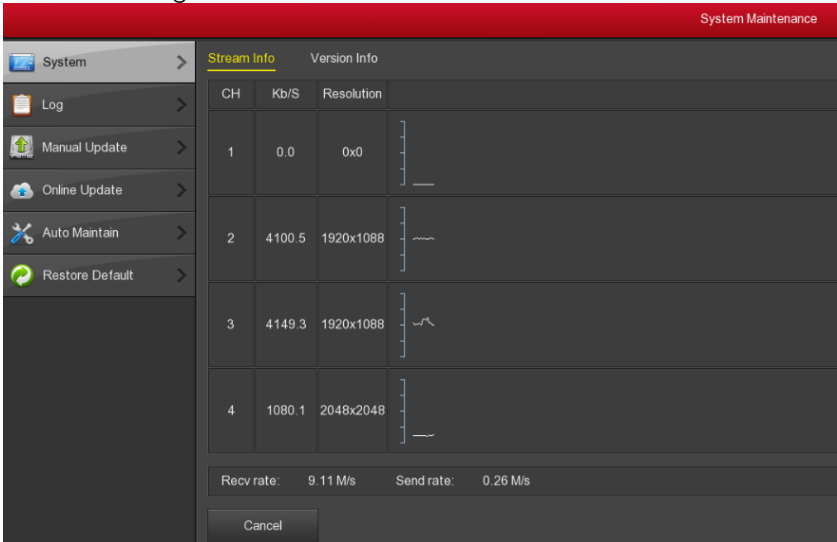 System Maintenance
System
Log
Manual Update
Online Update
Auto Maintain
Restore Default
Stream Info Version Info
CH Kb/S Resolution
1 0.0 0x0
2 4100.5 1920x1088
3 4149.3 1920x1088
4 1080.1 2048x2048
Recv rate: 9.11 M/s Send rate: 0.26 M/s
Cancel